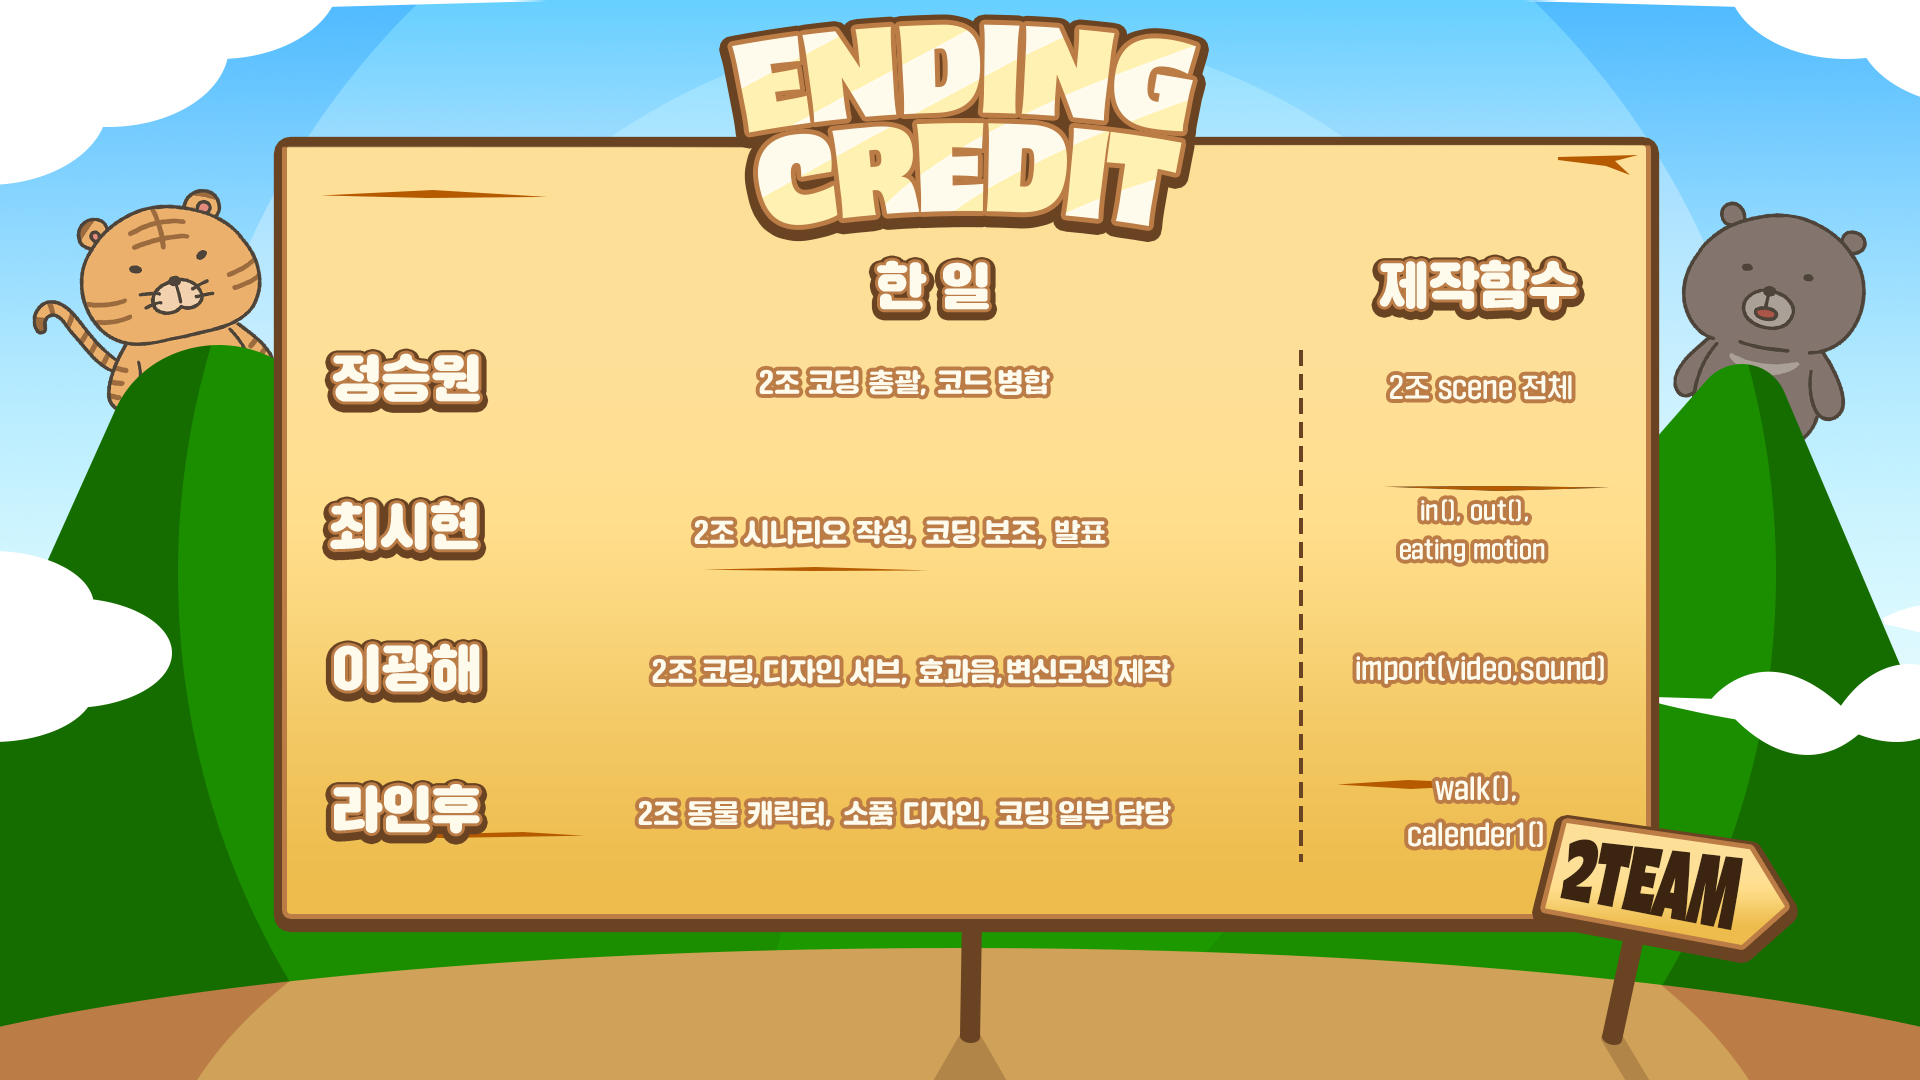 ENDING
CREDIT
한 일
제작함수
정승원
2조 코딩 총괄, 코드 병합
2조 scene 전체
최시현
2조 시나리오 작성, 코딩 보조, 발표
in(), out(),
eating motion
이광해
2조 코딩,디자인 서브, 효과음,변신모션 제작
import(video,sound)
라인후
2조 동물 캐릭터, 소품 디자인, 코딩 일부 담당
walk(),
calender1()
2TEAM